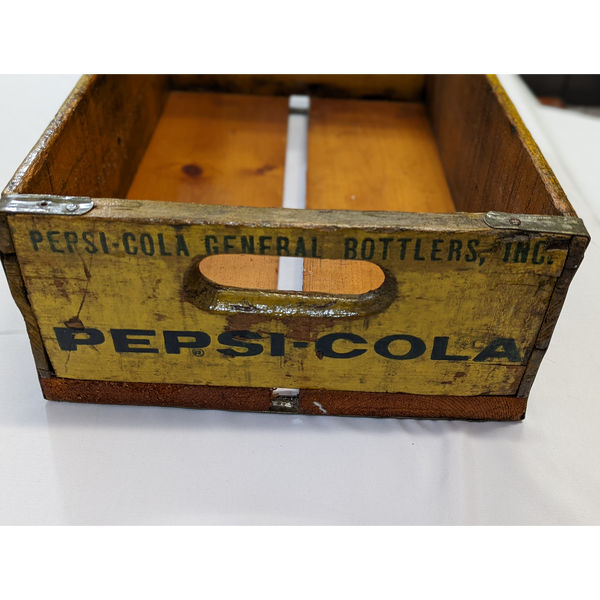 PEPSI-COLA GENERAL BOTTLERS, INC.
PEPSI-COLA
®